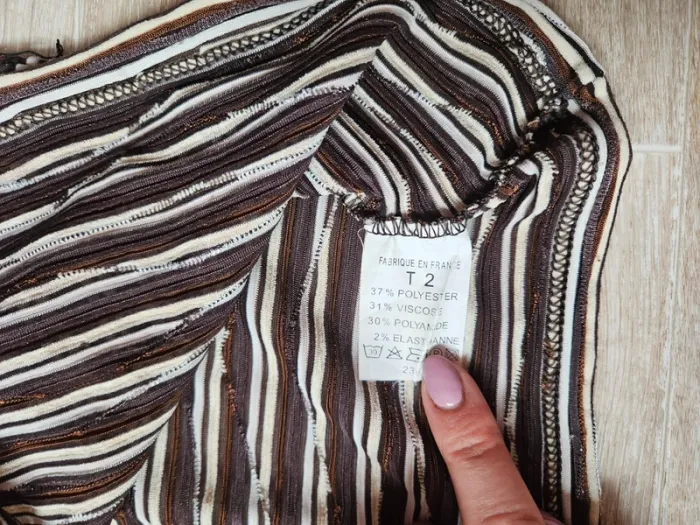 FABRIQUE EN FRANCE
T 2
37% POLYESTER
31% VISCOSE
30% POLYAMIDE
2% ELASTHANNE